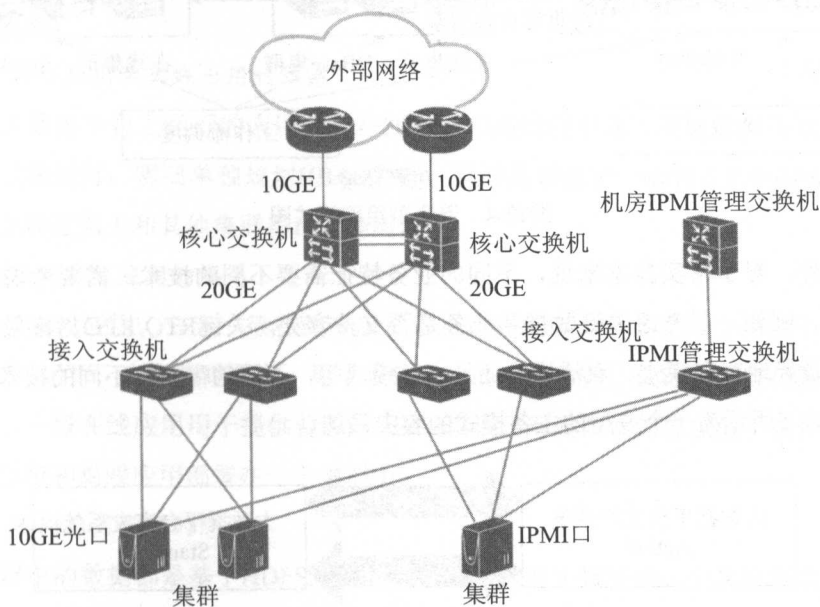 外部网络
10GE
10GE
机房IPMI管理交换机
核心交换机
核心交换机
20GE
20GE
接入交换机
接入交换机
IPMI管理交换机
10GE光口
IPMI口
集群
集群